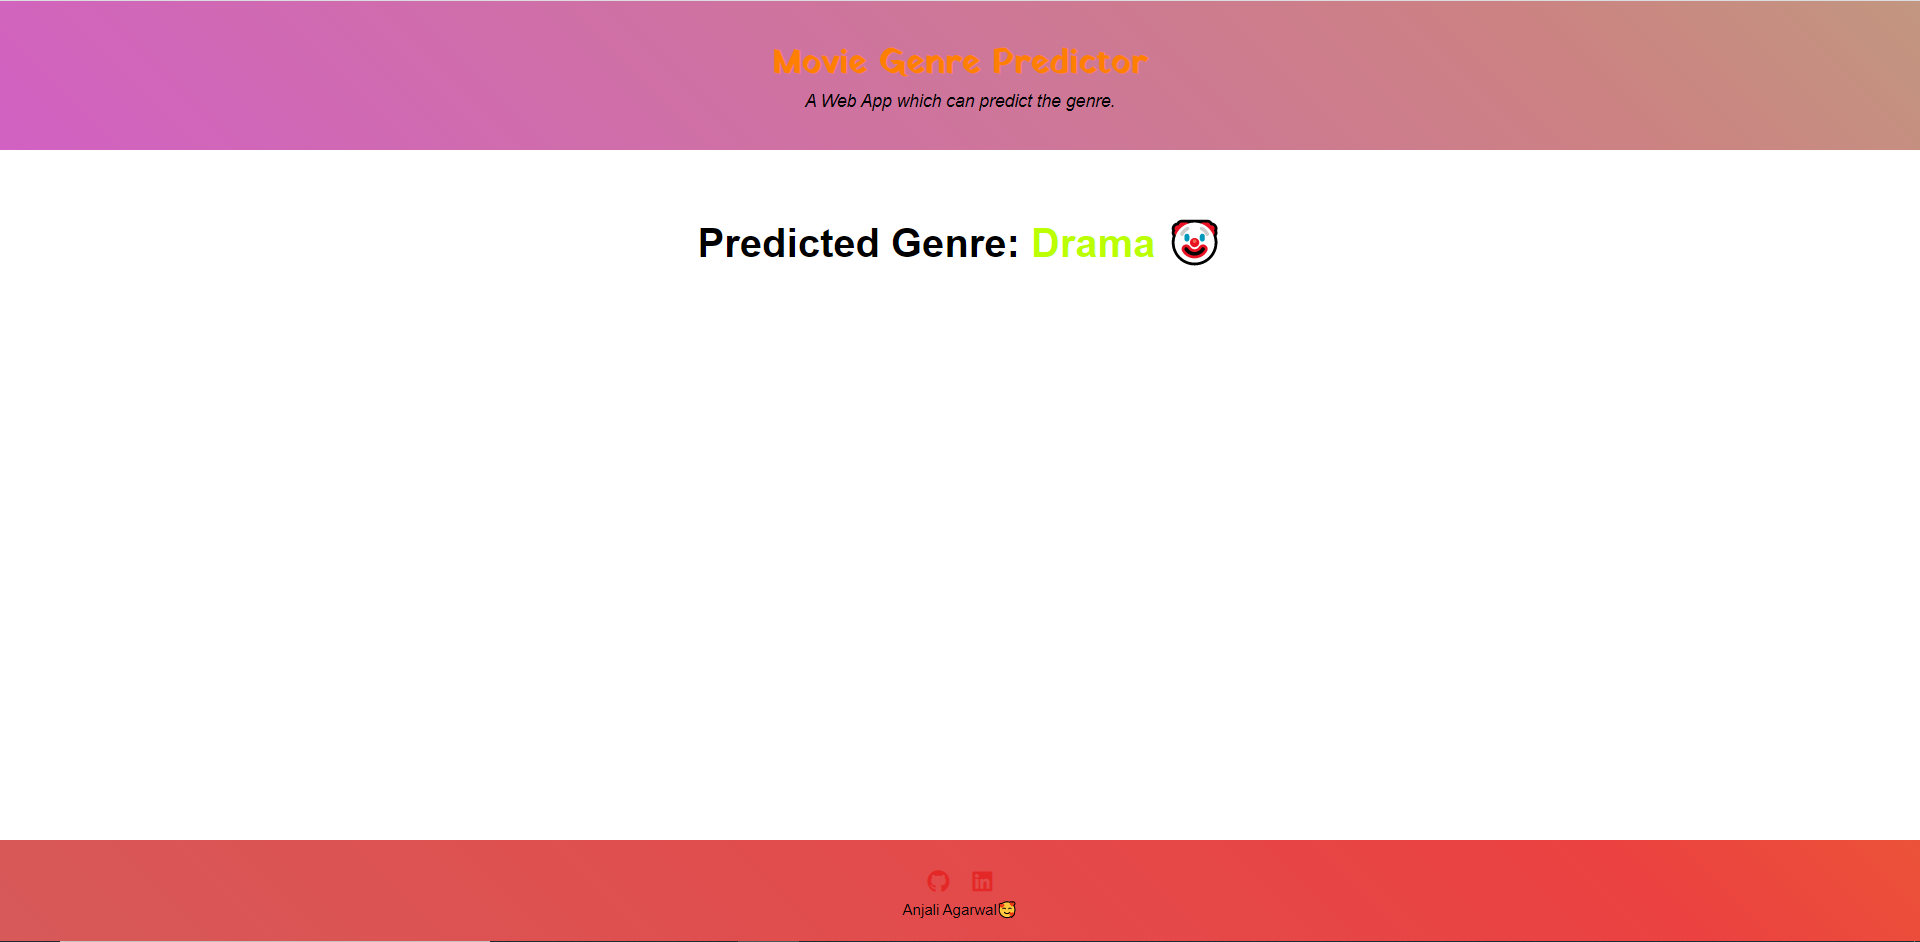 Movie Genre Predictor
A Web App which can predict the genre.
Predicted Genre: Drama 🤡
Anjali Agarwal🥰